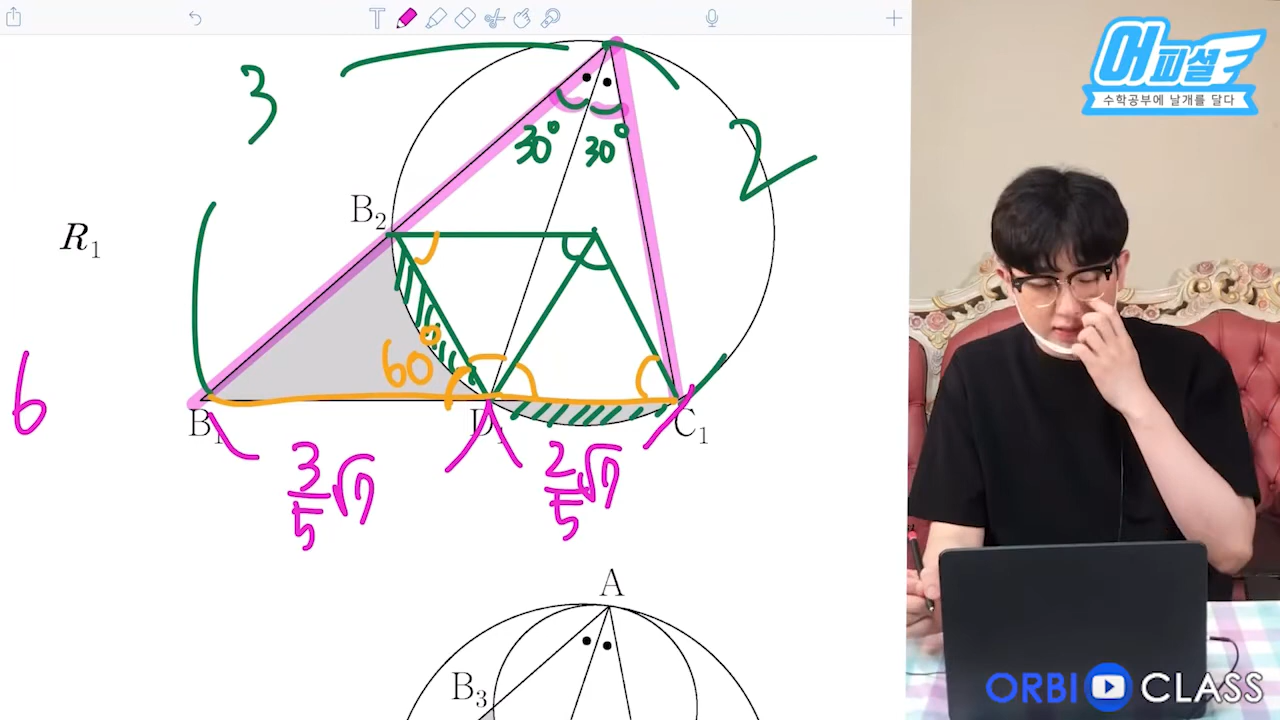 어피셜
수학공부에 날개를 달다
3
30° 30°
2
B₂
R₁
60°
6
B₁ D₁ C₁
3/5√7 2/5√7
A
B₃
ORBI CLASS